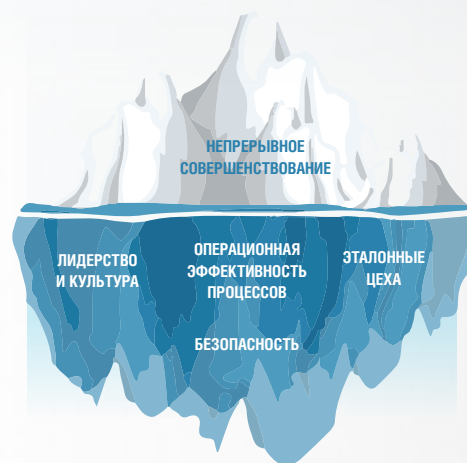 НЕПРЕРЫВНОЕ
СОВЕРШЕНСТВОВАНИЕ
ЛИДЕРСТВО
И КУЛЬТУРА
ОПЕРАЦИОННАЯ
ЭФФЕКТИВНОСТЬ
ПРОЦЕССОВ
ЭТАЛОННЫЕ
ЦЕХА
БЕЗОПАСНОСТЬ